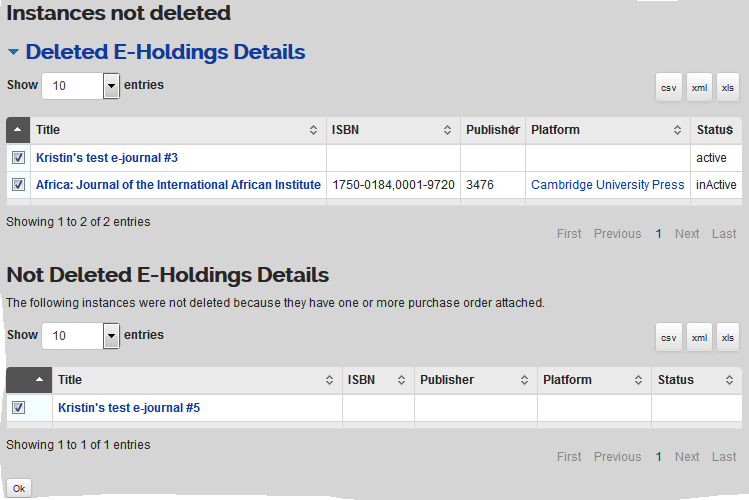 Instances not deleted
Deleted E-Holdings Details
Show 10 entries csv xml xls
Title ISBN Publisher Platform Status
Kristin's test e-journal #3 active
Africa: Journal of the International African Institute 1750-0184,0001-9720 3476 Cambridge University Press inActive
Showing 1 to 2 of 2 entries
First Previous 1 Next Last
Not Deleted E-Holdings Details
The following instances were not deleted because they have one or more purchase order attached.
Show 10 entries csv xml xls
Title ISBN Publisher Platform Status
Kristin's test e-journal #5
Showing 1 to 1 of 1 entries
First Previous 1 Next Last
Ok